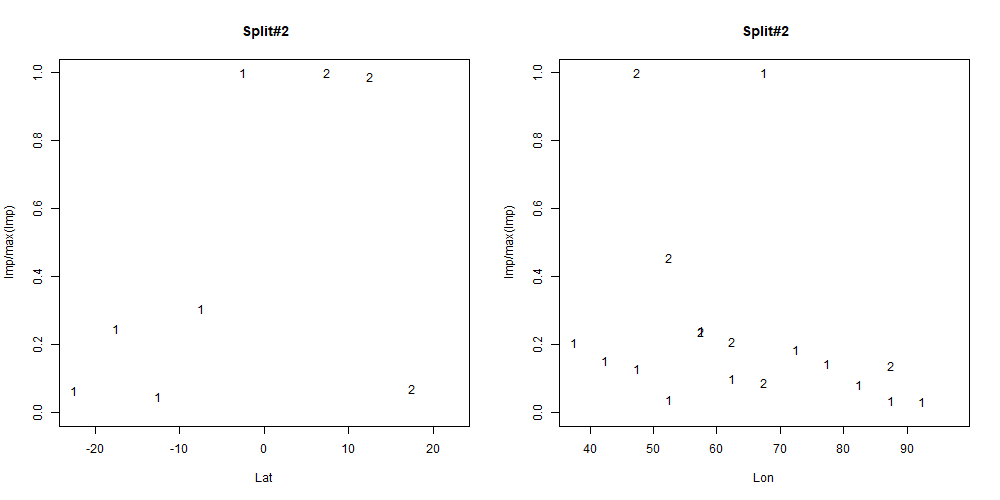 Split#2
Imp/max(Imp)
0.0 0.2 0.4 0.6 0.8 1.0
1 2 2
1
1
1
1
2
-20 -10 0 10 20
Lat
Split#2
Imp/max(Imp)
0.0 0.2 0.4 0.6 0.8 1.0
2 1
2
1 2 1 2
1
1 1 1 2
1 1 2 1
1 1 1
40 50 60 70 80 90
Lon